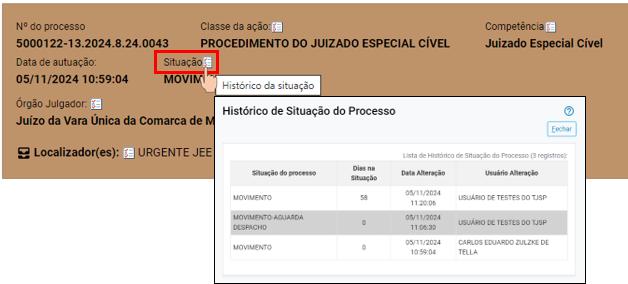 Nº do processo Classe da ação: Competência
5000122-13.2024.8.24.0043 PROCEDIMENTO DO JUIZADO ESPECIAL CÍVEL Juizado Especial Cível
Data de autuação: Situação
05/11/2024 10:59:04 MOVIM
Histórico da situação
Órgão Julgador:
Juízo da Vara Única da Comarca de M
Localizador(es): URGENTE JEE
Histórico de Situação do Processo
Fechar
Lista de Histórico de Situação do Processo (3 registros):
Situação do processo Dias na Situação Data Alteração Usuário Alteração
MOVIMENTO 58 05/11/2024 11:20:06 USUÁRIO DE TESTES DO TJSP
MOVIMENTO-AGUARDA DESPACHO 0 05/11/2024 11:06:30 USUÁRIO DE TESTES DO TJSP
MOVIMENTO 0 05/11/2024 10:59:04 CARLOS EDUARDO ZULZKE DE TELLA